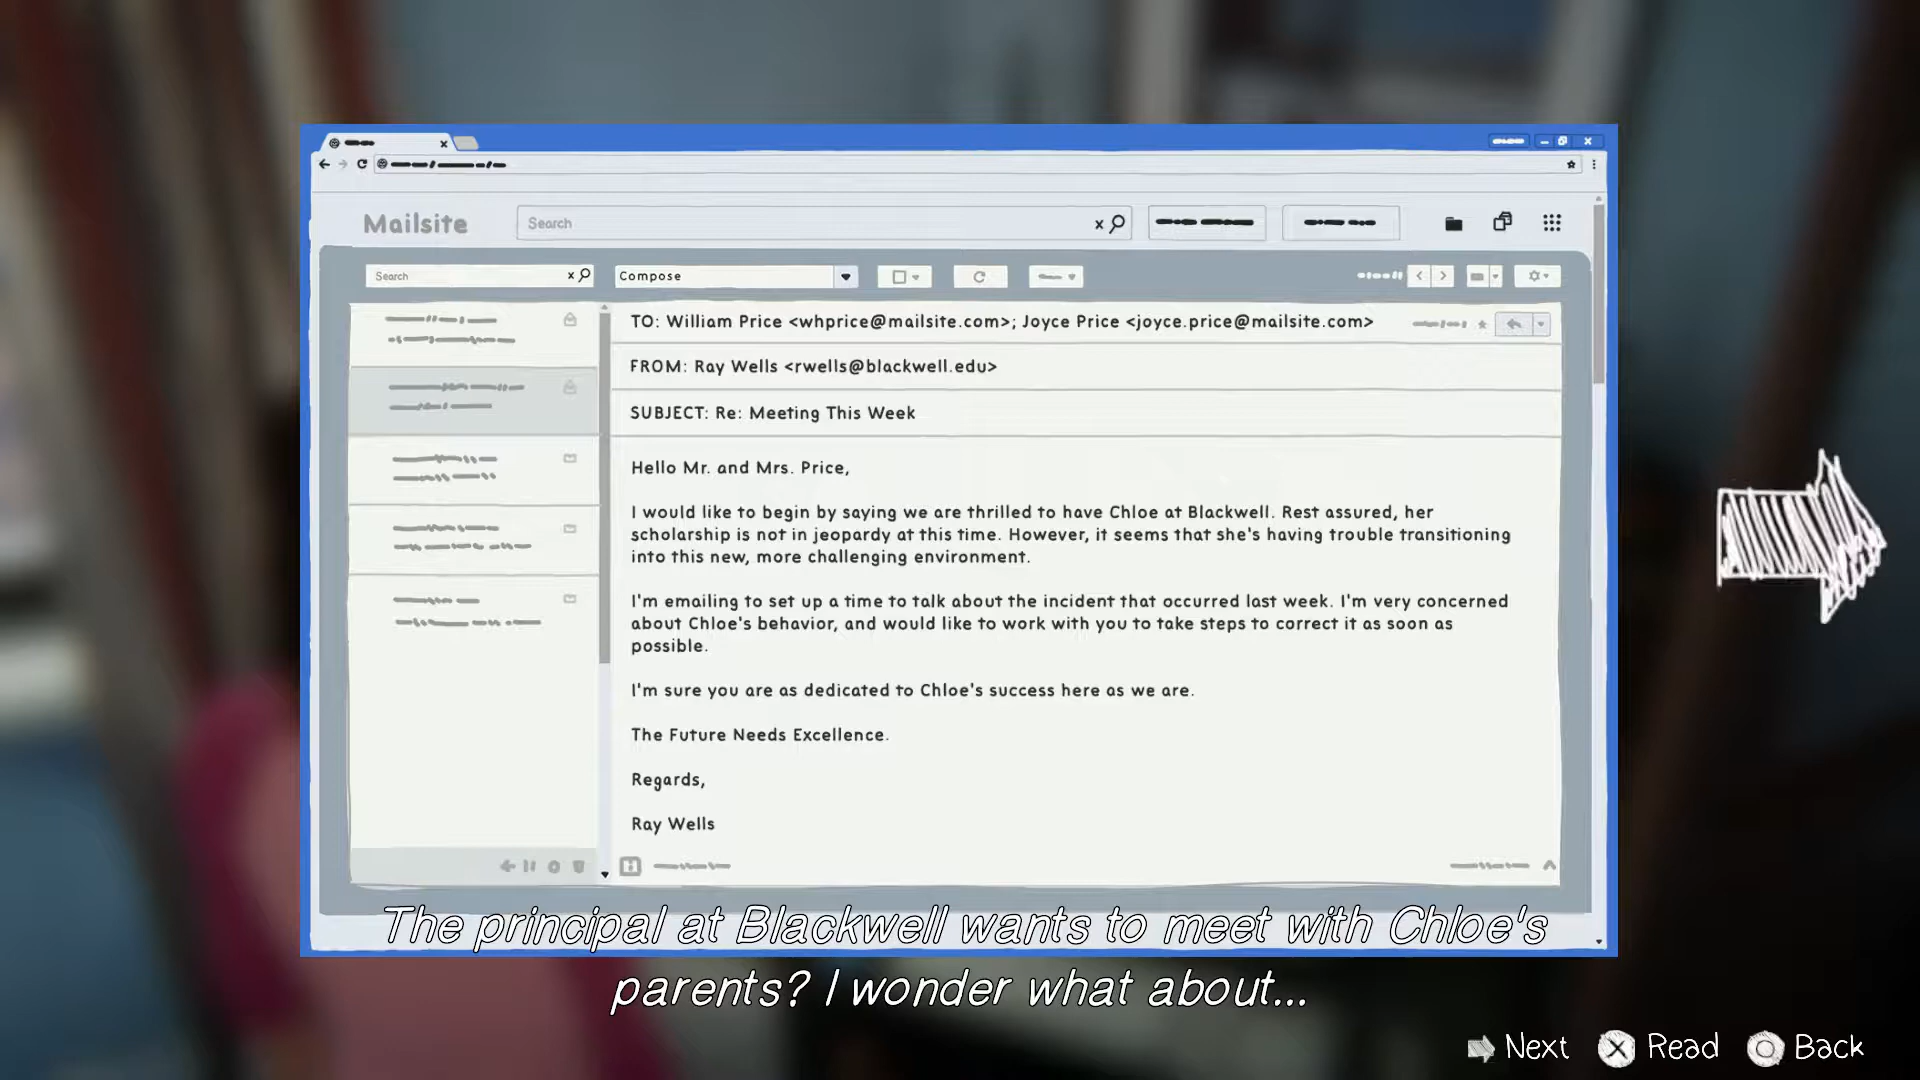 Mailsite
Search
Search
Compose
TO: William Price <whprice@mailsite.com>; Joyce Price <joyce.price@mailsite.com>
FROM: Ray Wells <rwells@blackwell.edu>
SUBJECT: Re: Meeting This Week
Hello Mr. and Mrs. Price,
I would like to begin by saying we are thrilled to have Chloe at Blackwell. Rest assured, her
scholarship is not in jeopardy at this time. However, it seems that she's having trouble transitioning
into this new, more challenging environment.
I'm emailing to set up a time to talk about the incident that occurred last week. I'm very concerned
about Chloe's behavior, and would like to work with you to take steps to correct it as soon as
possible.
I'm sure you are as dedicated to Chloe's success here as we are.
The Future Needs Excellence.
Regards,
Ray Wells
The principal at Blackwell wants to meet with Chloe's
parents? I wonder what about...
Next Read Back